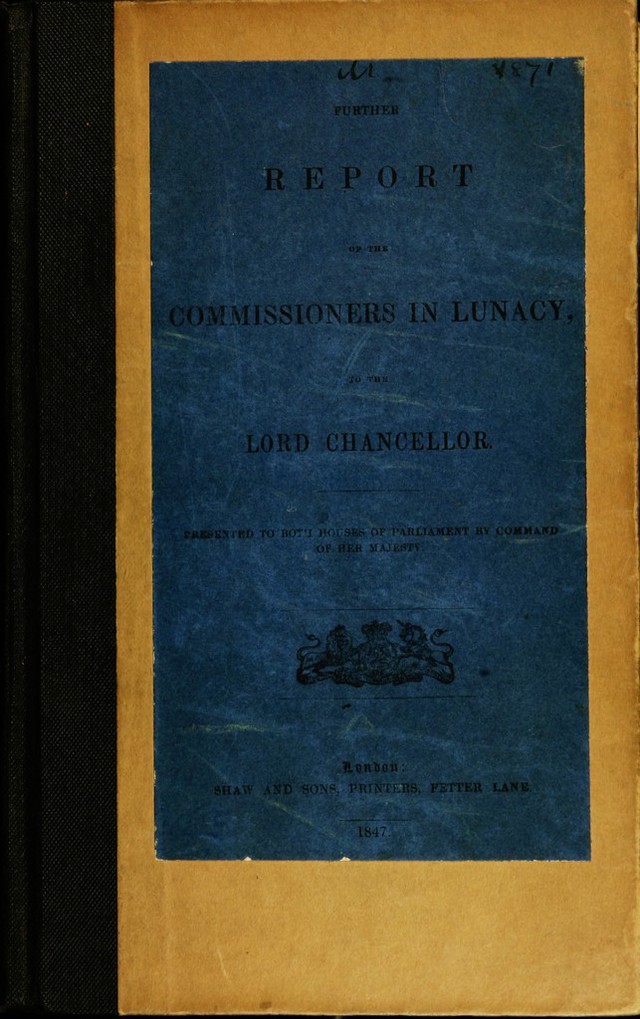 FURTHER
REPORT
OF THE
COMMISSIONERS IN LUNACY,
TO THE
LORD CHANCELLOR.
PRESENTED TO BOTH HOUSES OF PARLIAMENT BY COMMAND
OF HER MAJESTY.
London:
SHAW AND SONS, PRINTERS, FETTER LANE.
1847.